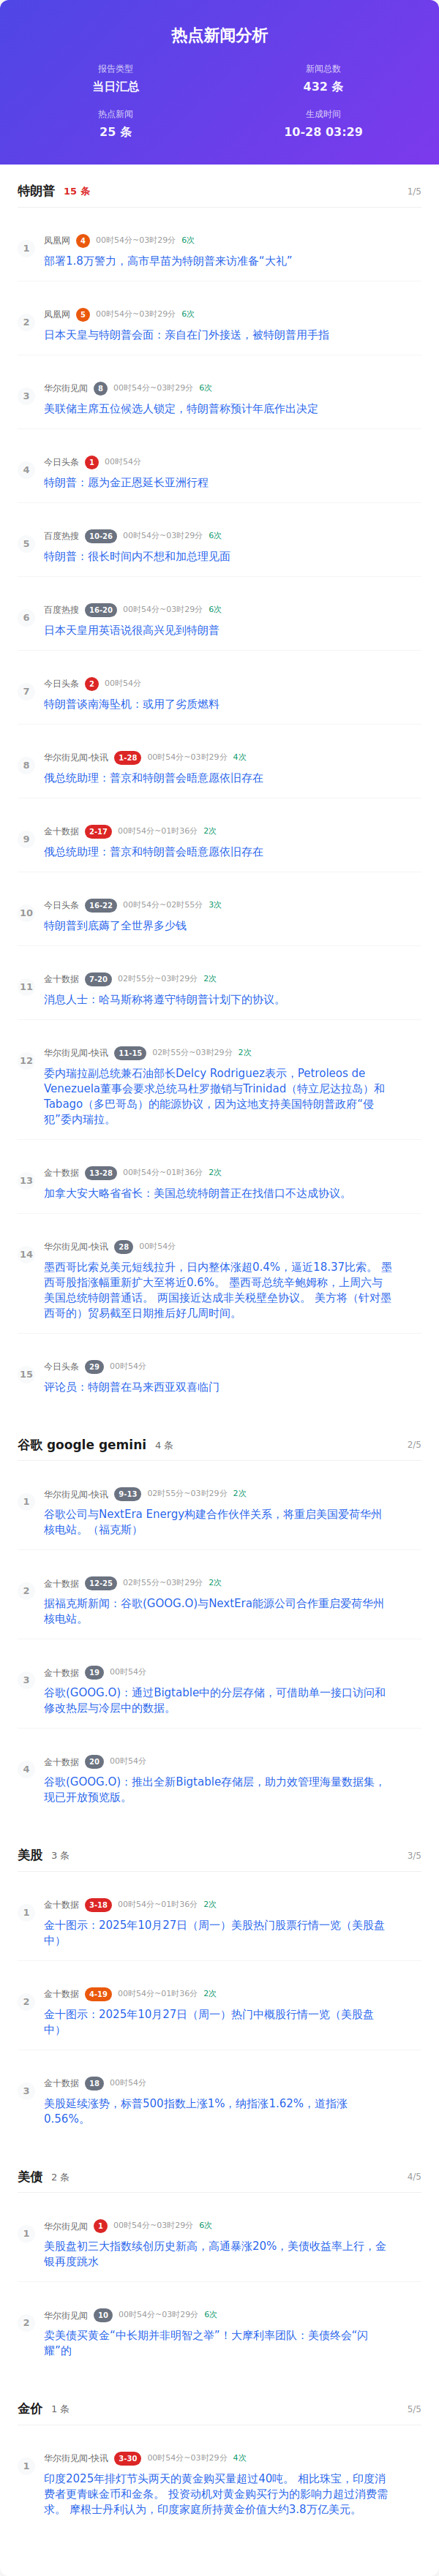 热点新闻分析
报告类型
新闻总数
当日汇总
432 条
热点新闻
生成时间
25 条
10-28 03:29
特朗普 15 条 1/5
1 凤凰网 4 00时54分~03时29分 6次
部署1.8万警力，高市早苗为特朗普来访准备“大礼”
2 凤凰网 5 00时54分~03时29分 6次
日本天皇与特朗普会面：亲自在门外接送，被特朗普用手指
3 华尔街见闻 8 00时54分~03时29分 6次
美联储主席五位候选人锁定，特朗普称预计年底作出决定
4 今日头条 1 00时54分
特朗普：愿为金正恩延长亚洲行程
5 百度热搜 10-26 00时54分~03时29分 6次
特朗普：很长时间内不想和加总理见面
6 百度热搜 16-20 00时54分~03时29分 6次
日本天皇用英语说很高兴见到特朗普
7 今日头条 2 00时54分
特朗普谈南海坠机：或用了劣质燃料
8 华尔街见闻-快讯 1-28 00时54分~03时29分 4次
俄总统助理：普京和特朗普会晤意愿依旧存在
9 金十数据 2-17 00时54分~01时36分 2次
俄总统助理：普京和特朗普会晤意愿依旧存在
10 今日头条 16-22 00时54分~02时55分 3次
特朗普到底薅了全世界多少钱
11 金十数据 7-20 02时55分~03时29分 2次
消息人士：哈马斯称将遵守特朗普计划下的协议。
12 华尔街见闻-快讯 11-15 02时55分~03时29分 2次
委内瑞拉副总统兼石油部长Delcy Rodriguez表示，Petroleos de
Venezuela董事会要求总统马杜罗撤销与Trinidad（特立尼达拉岛）和
Tabago（多巴哥岛）的能源协议，因为这地支持美国特朗普政府“侵
犯”委内瑞拉。
13 金十数据 13-28 00时54分~01时36分 2次
加拿大安大略省省长：美国总统特朗普正在找借口不达成协议。
14 华尔街见闻-快讯 28 00时54分
墨西哥比索兑美元短线拉升，日内整体涨超0.4%，逼近18.37比索。 墨
西哥股指涨幅重新扩大至将近0.6%。 墨西哥总统辛鲍姆称，上周六与
美国总统特朗普通话。 两国接近达成非关税壁垒协议。 美方将（针对墨
西哥的）贸易截至日期推后好几周时间。
15 今日头条 29 00时54分
评论员：特朗普在马来西亚双喜临门
谷歌 google gemini 4 条 2/5
1 华尔街见闻-快讯 9-13 02时55分~03时29分 2次
谷歌公司与NextEra Energy构建合作伙伴关系，将重启美国爱荷华州
核电站。（福克斯）
2 金十数据 12-25 02时55分~03时29分 2次
据福克斯新闻：谷歌(GOOG.O)与NextEra能源公司合作重启爱荷华州
核电站。
3 金十数据 19 00时54分
谷歌(GOOG.O)：通过Bigtable中的分层存储，可借助单一接口访问和
修改热层与冷层中的数据。
4 金十数据 20 00时54分
谷歌(GOOG.O)：推出全新Bigtable存储层，助力效管理海量数据集，
现已开放预览版。
美股 3 条 3/5
1 金十数据 3-18 00时54分~01时36分 2次
金十图示：2025年10月27日（周一）美股热门股票行情一览（美股盘
中）
2 金十数据 4-19 00时54分~01时36分 2次
金十图示：2025年10月27日（周一）热门中概股行情一览（美股盘
中）
3 金十数据 18 00时54分
美股延续涨势，标普500指数上涨1%，纳指涨1.62%，道指涨
0.56%。
美债 2 条 4/5
1 华尔街见闻 1 00时54分~03时29分 6次
美股盘初三大指数续创历史新高，高通暴涨20%，美债收益率上行，金
银再度跳水
2 华尔街见闻 10 00时54分~03时29分 6次
卖美债买黄金“中长期并非明智之举”！大摩利率团队：美债终会“闪
耀”的
金价 1 条 5/5
1 华尔街见闻-快讯 3-30 00时54分~03时29分 4次
印度2025年排灯节头两天的黄金购买量超过40吨。 相比珠宝，印度消
费者更青睐金币和金条。 投资动机对黄金购买行为的影响力超过消费需
求。 摩根士丹利认为，印度家庭所持黄金价值大约3.8万亿美元。